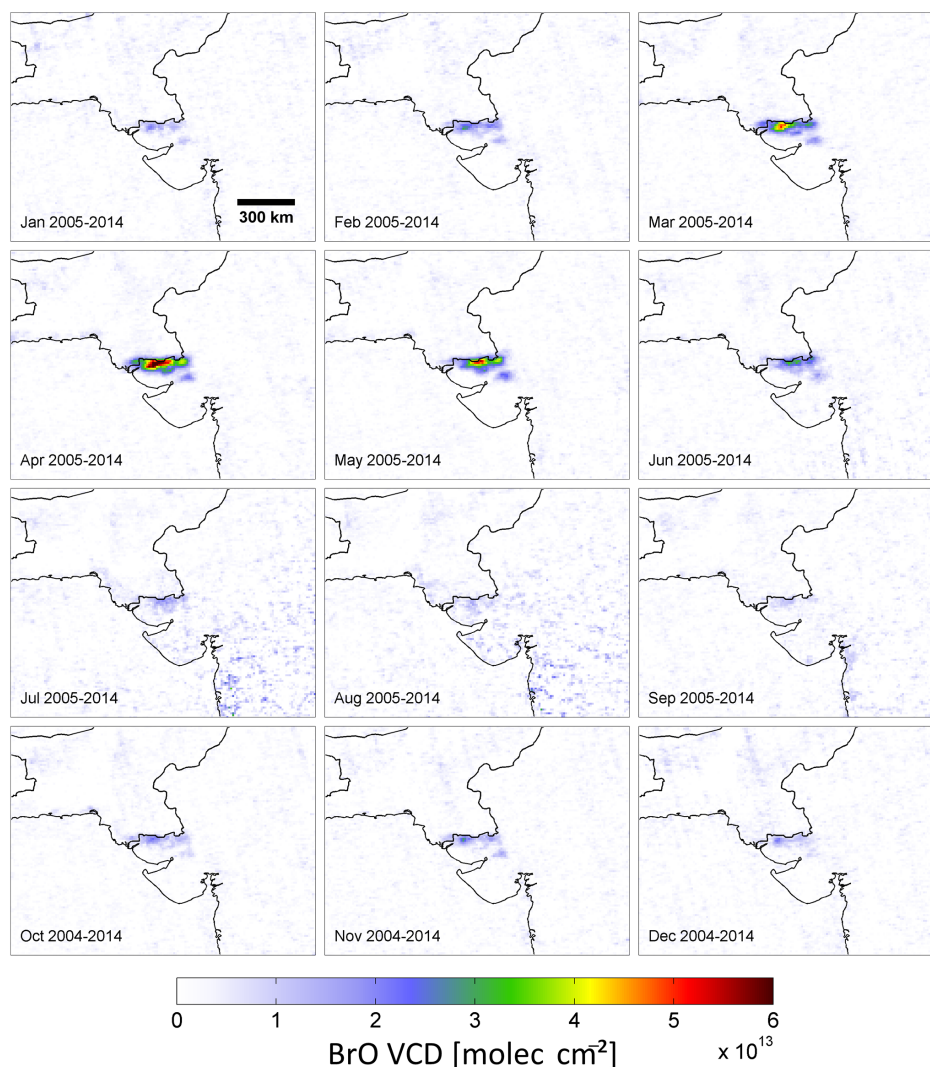 Jan 2005-2014
300 km
Feb 2005-2014
Mar 2005-2014
Apr 2005-2014
May 2005-2014
Jun 2005-2014
Jul 2005-2014
Aug 2005-2014
Sep 2005-2014
Oct 2004-2014
Nov 2004-2014
Dec 2004-2014
0 1 2 3 4 5 6
BrO VCD [molec cm⁻²] x 10¹³